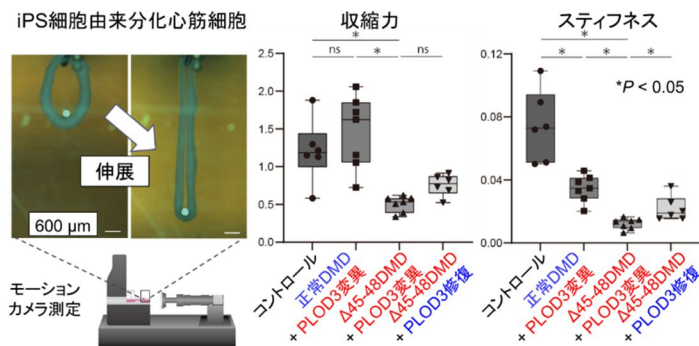 iPS細胞由来分化心筋細胞
伸展
600 μm
モーション
カメラ測定
収縮力
*
ns
*
ns
2.5
2.0
1.5
1.0
0.5
0.0
コントロール
正常DMD
+ PLOD3変異
Δ45-48DMD
+ PLOD3変異
Δ45-48DMD
+ PLOD3修復
スティフネス
*
*
*
*
*P < 0.05
0.12
0.08
0.04
0.00
コントロール
正常DMD
+ PLOD3変異
Δ45-48DMD
+ PLOD3変異
Δ45-48DMD
+ PLOD3修復